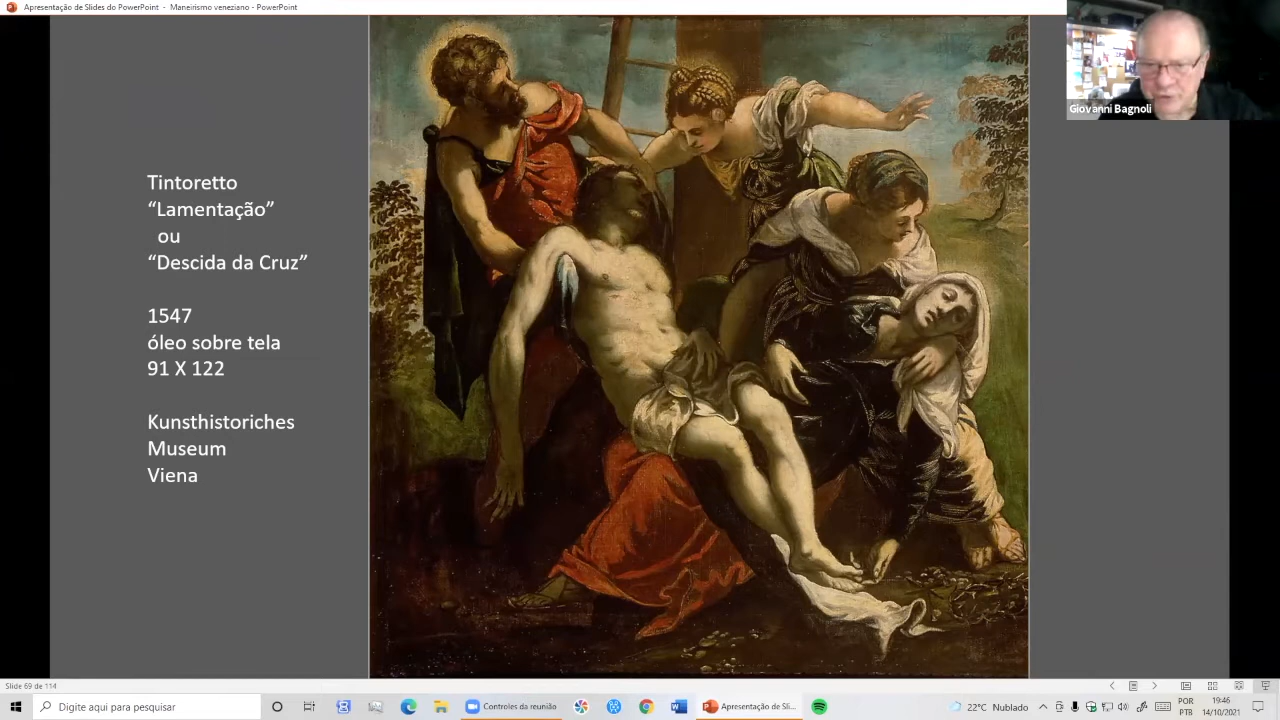 Apresentação de Slides do PowerPoint - Maneirismo veneziano - PowerPoint
Giovanni Bagnoli
Tintoretto
“Lamentação”
ou
“Descida da Cruz”
1547
óleo sobre tela
91 X 122
Kunsthistoriches
Museum
Viena
Slide 69 de 114
Digite aqui para pesquisar
Controles da reunião
Apresentação de Sli...
22°C Nublado
POR
PTB
19:46
14/10/2021